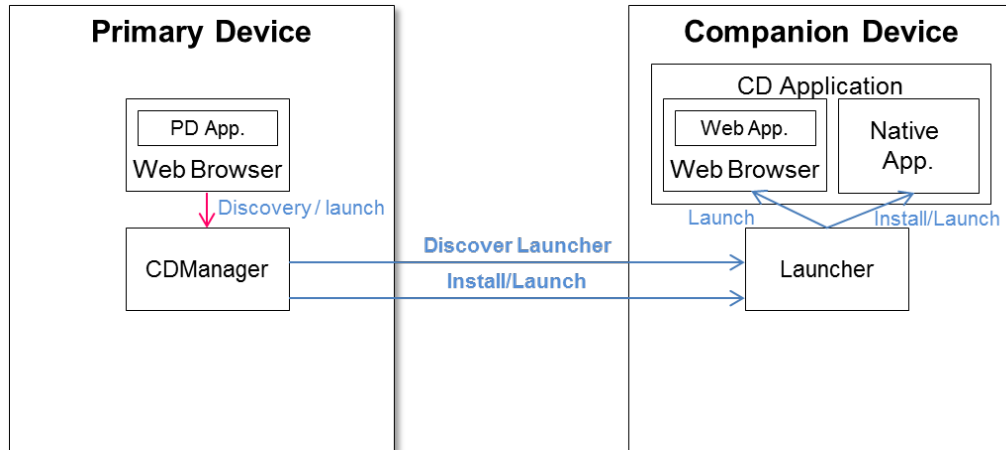 Primary Device
PD App.
Web Browser
Discovery / launch
CDManager
Discover Launcher
Install/Launch
Companion Device
CD Application
Web App.
Web Browser
Native
App.
Launch
Install/Launch
Launcher